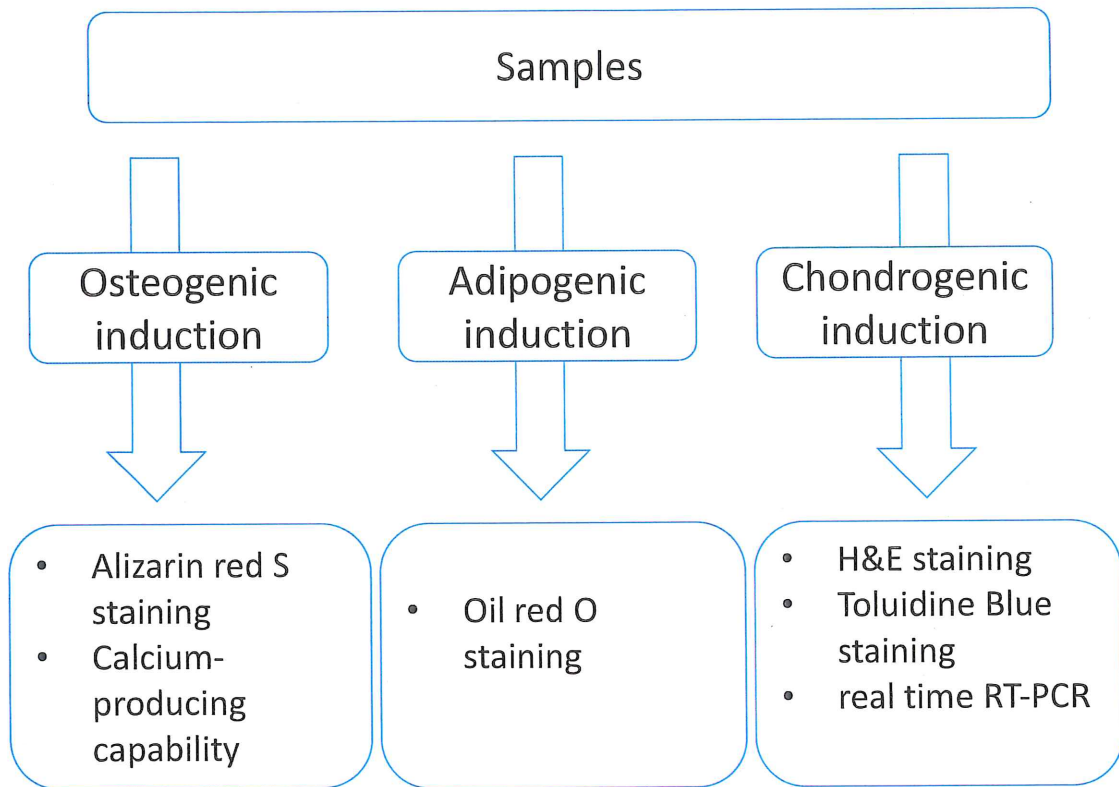 Samples
Osteogenic
induction
Adipogenic
induction
Chondrogenic
induction
• Alizarin red S
staining
• Calcium-
producing
capability
• Oil red O
staining
• H&E staining
• Toluidine Blue
staining
• real time RT-PCR